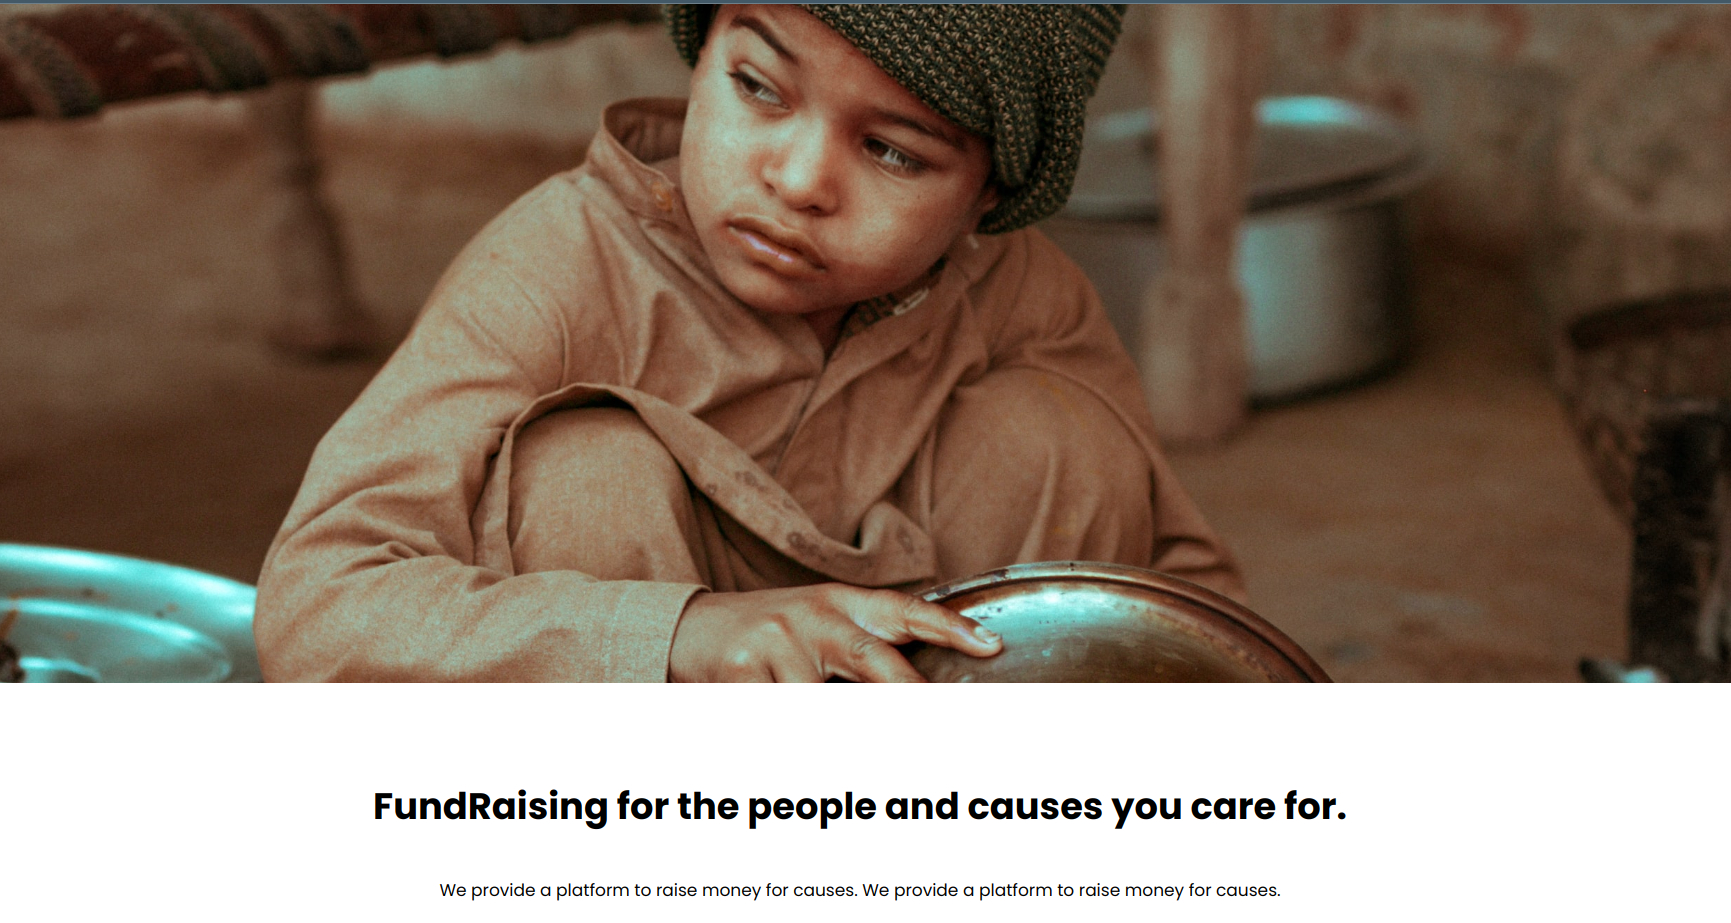 FundRaising for the people and causes you care for.
We provide a platform to raise money for causes. We provide a platform to raise money for causes.